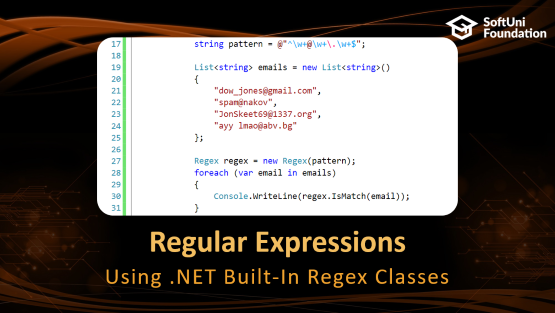 SoftUni
Foundation
17 string pattern = @"^\w+@\w+\.\w+$";
18
19 List<string> emails = new List<string>()
20 {
21 "dow_jones@gmail.com",
22 "spam@nakov",
23 "JonSkeet69@1337.org",
24 "ayy lmao@abv.bg"
25 };
26
27 Regex regex = new Regex(pattern);
28 foreach (var email in emails)
29 {
30 Console.WriteLine(regex.IsMatch(email));
31 }
Regular Expressions
Using .NET Built-In Regex Classes